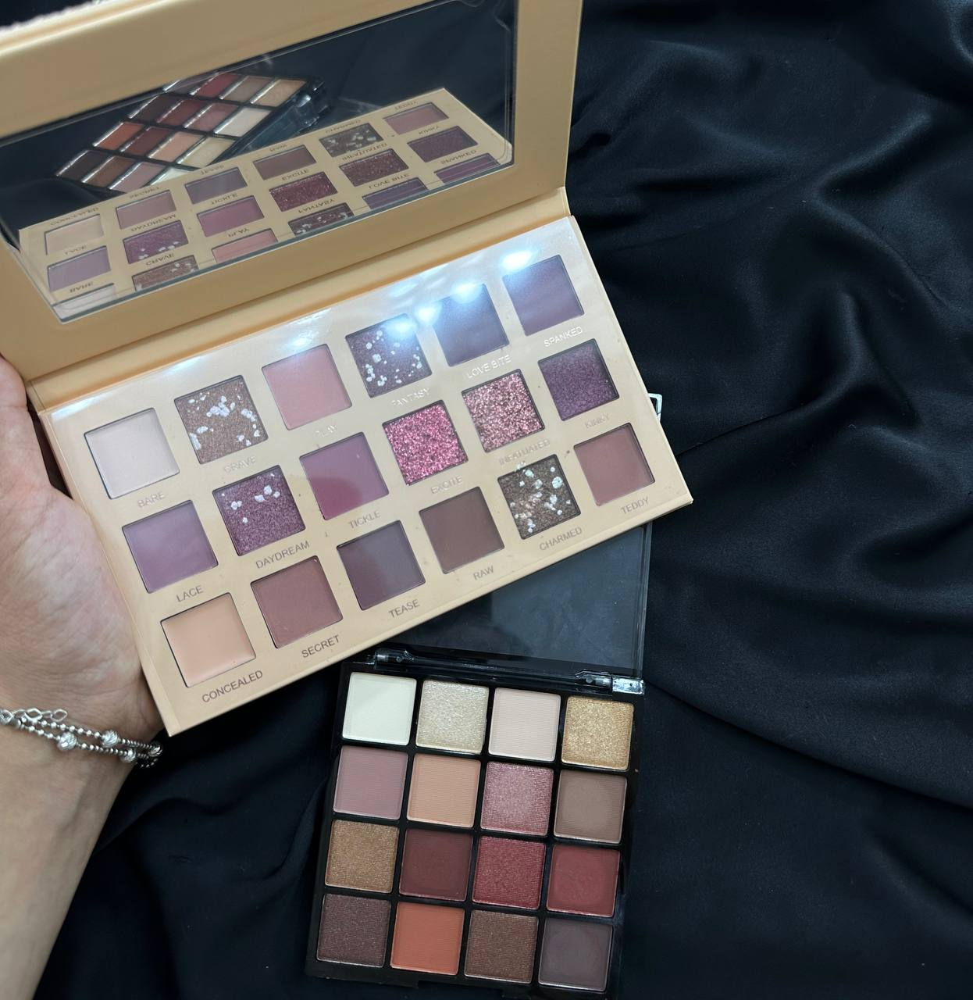 BARE
CRAVE
PLAY
FANTASY
LOVE BITE
SPANKED
LACE
DAYDREAM
TICKLE
EXCITE
INFATUATED
KINKY
CONCEALED
SECRET
TEASE
RAW
CHARMED
TEDDY